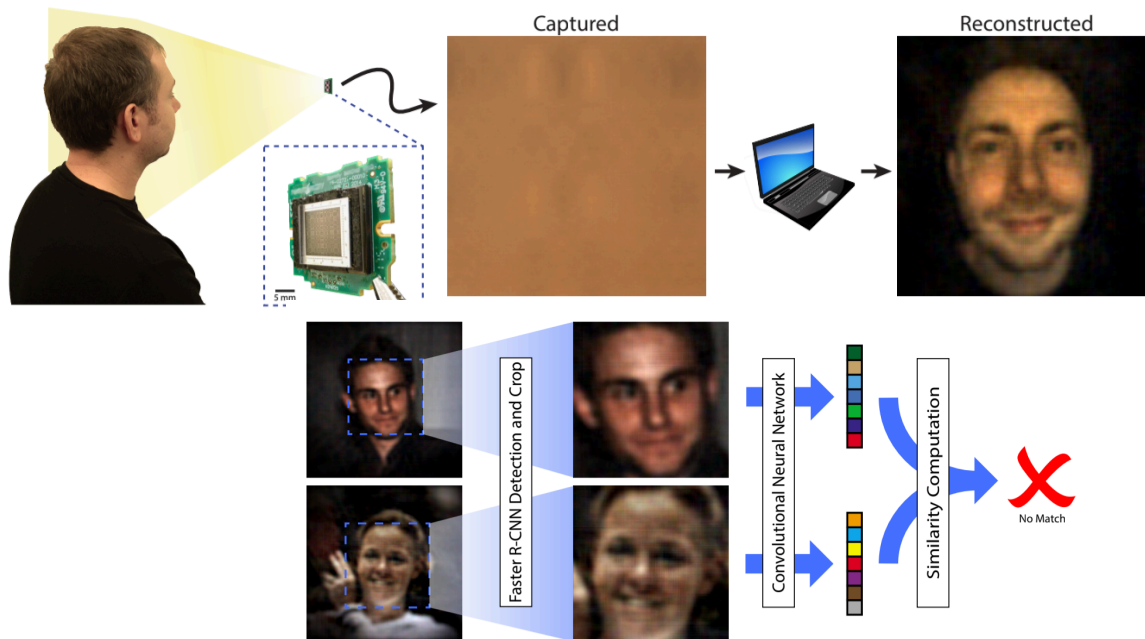 Captured
Reconstructed
5 mm
Faster R-CNN Detection and Crop
Convolutional Neural Network
Similarity Computation
No Match